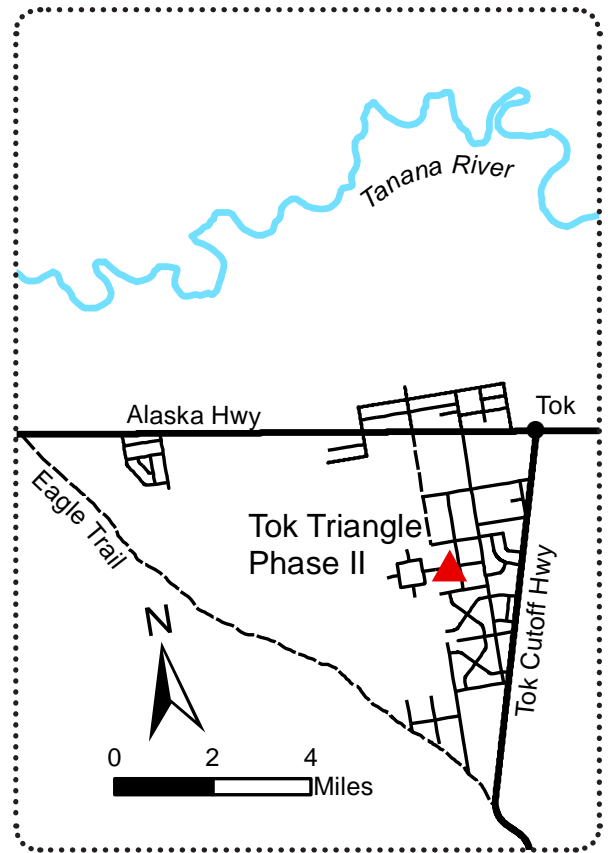 Tanana River
Alaska Hwy
Tok
Eagle Trail
Tok Triangle
Phase II
Tok Cutoff Hwy
N
0 2 4
Miles